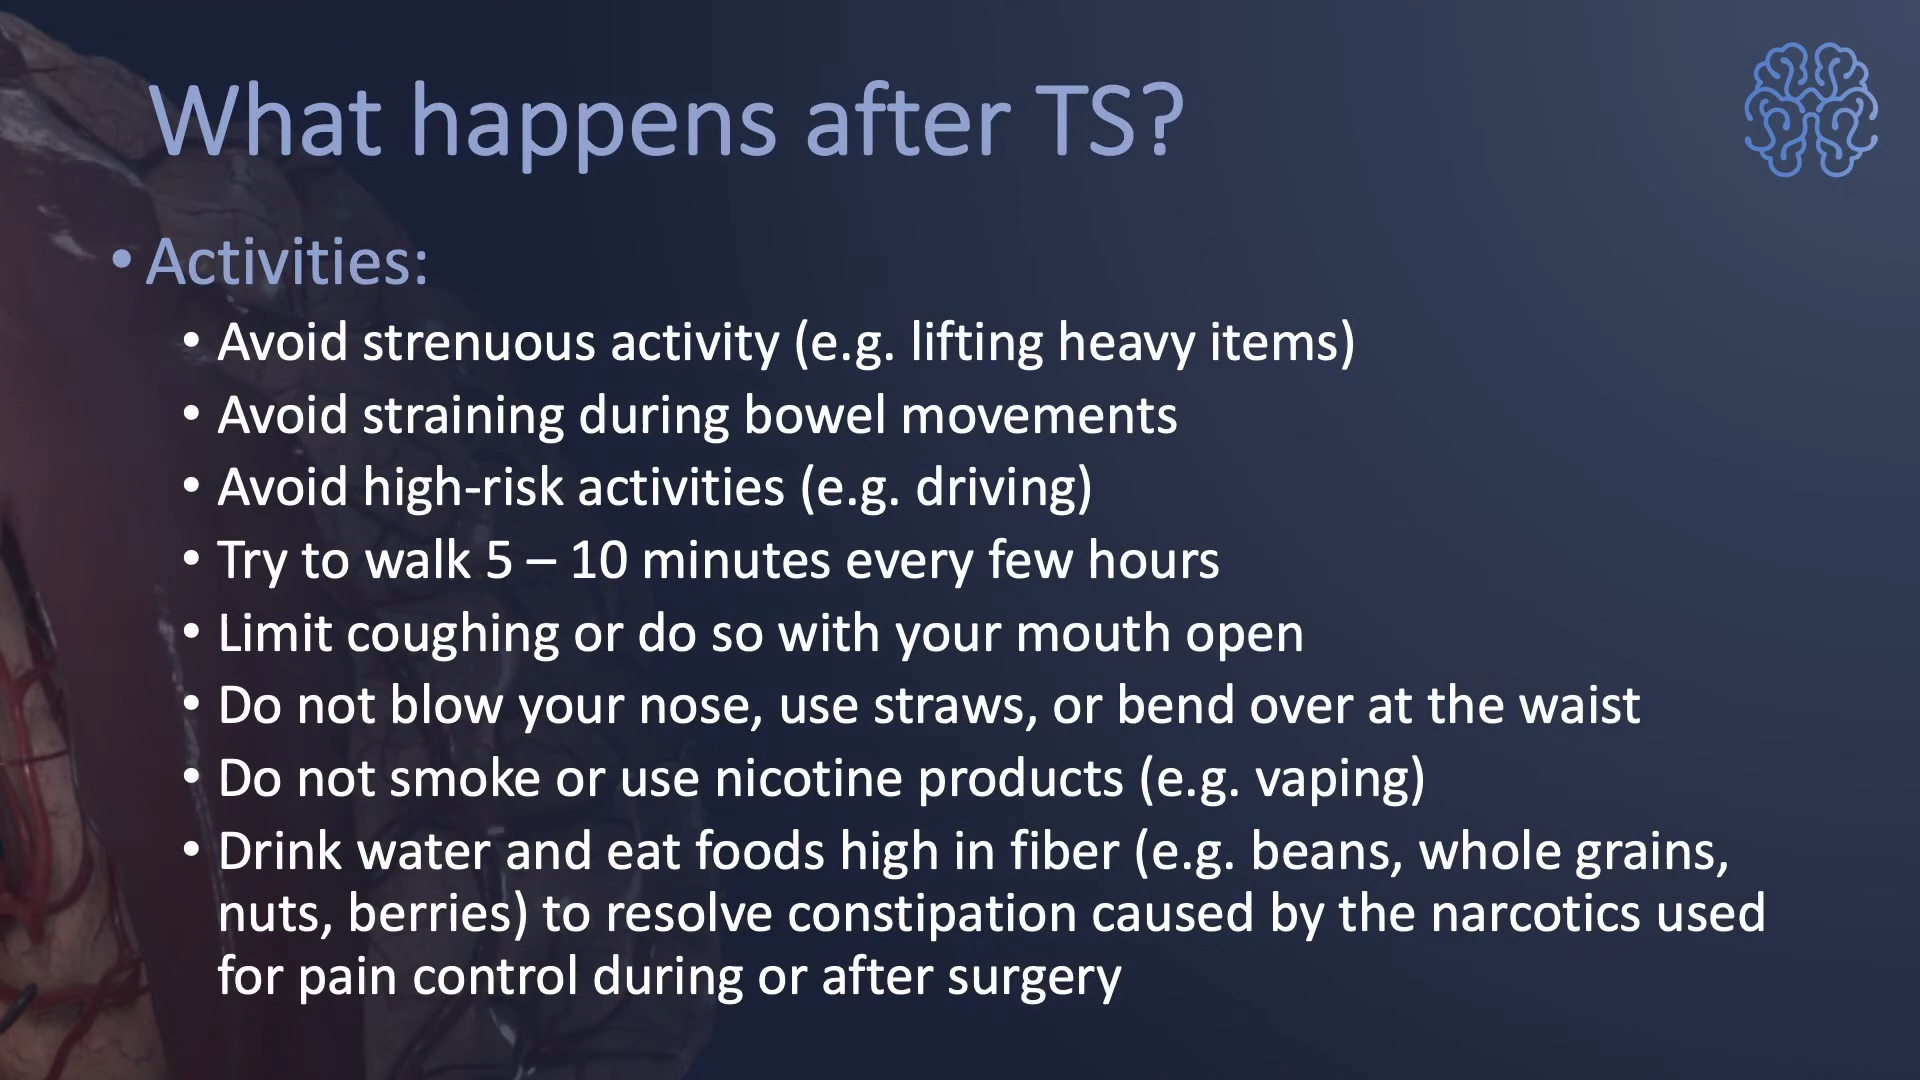 What happens after TS?
• Activities:
• Avoid strenuous activity (e.g. lifting heavy items)
• Avoid straining during bowel movements
• Avoid high-risk activities (e.g. driving)
• Try to walk 5 – 10 minutes every few hours
• Limit coughing or do so with your mouth open
• Do not blow your nose, use straws, or bend over at the waist
• Do not smoke or use nicotine products (e.g. vaping)
• Drink water and eat foods high in fiber (e.g. beans, whole grains,
nuts, berries) to resolve constipation caused by the narcotics used
for pain control during or after surgery